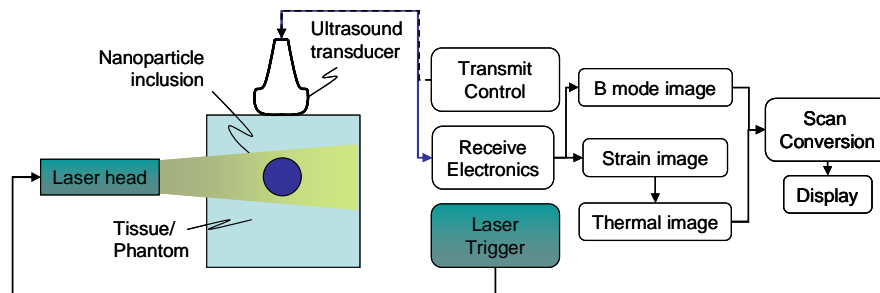 Ultrasound
transducer
Nanoparticle
inclusion
Laser head
Tissue/
Phantom
Transmit
Control
Receive
Electronics
Laser
Trigger
B mode image
Strain image
Thermal image
Scan
Conversion
Display